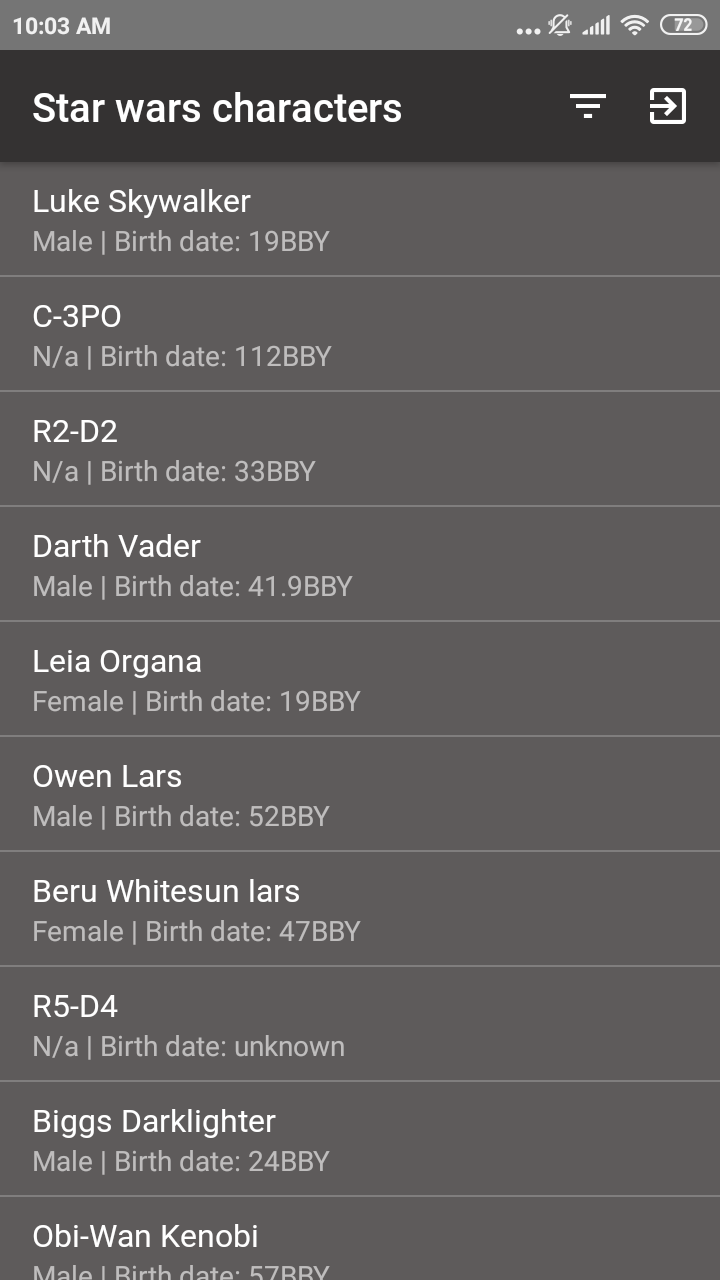 10:03 AM
72
Star wars characters
Luke Skywalker
Male | Birth date: 19BBY
C-3PO
N/a | Birth date: 112BBY
R2-D2
N/a | Birth date: 33BBY
Darth Vader
Male | Birth date: 41.9BBY
Leia Organa
Female | Birth date: 19BBY
Owen Lars
Male | Birth date: 52BBY
Beru Whitesun lars
Female | Birth date: 47BBY
R5-D4
N/a | Birth date: unknown
Biggs Darklighter
Male | Birth date: 24BBY
Obi-Wan Kenobi
Male | Birth date: 57BBY